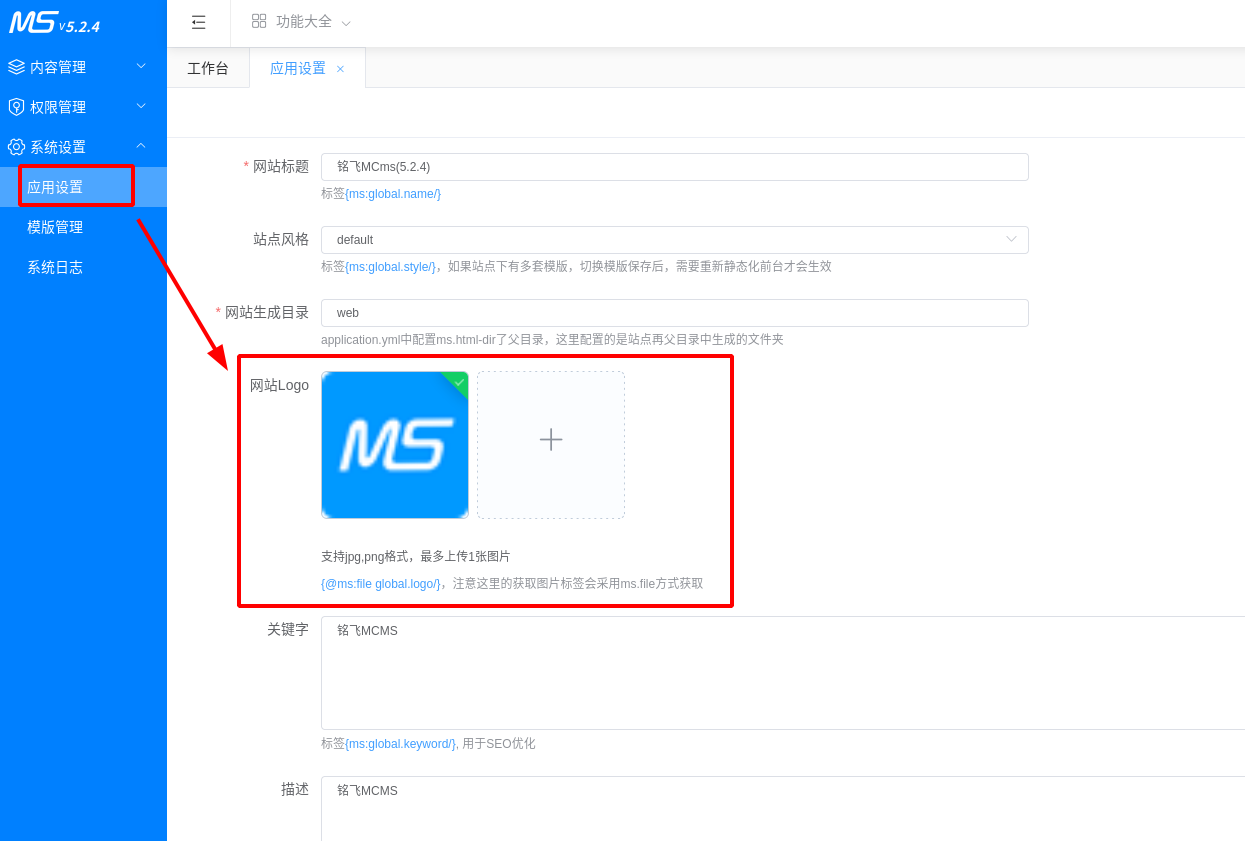 MS v5.2.4
功能大全
内容管理
工作台
应用设置 ×
权限管理
系统设置
应用设置
模版管理
系统日志
* 网站标题
铭飞MCms(5.2.4)
标签{ms:global.name/}
站点风格
default
标签{ms:global.style/}，如果站点下有多套模版，切换模版保存后，需要重新静态化前台才会生效
* 网站生成目录
web
application.yml中配置ms.html-dir了父目录，这里配置的是站点再父目录中生成的文件夹
网站Logo
MS
支持jpg,png格式，最多上传1张图片
{@ms:file global.logo/}，注意这里的获取图片标签会采用ms.file方式获取
关键字
铭飞MCMS
标签{ms:global.keyword/}, 用于SEO优化
描述
铭飞MCMS